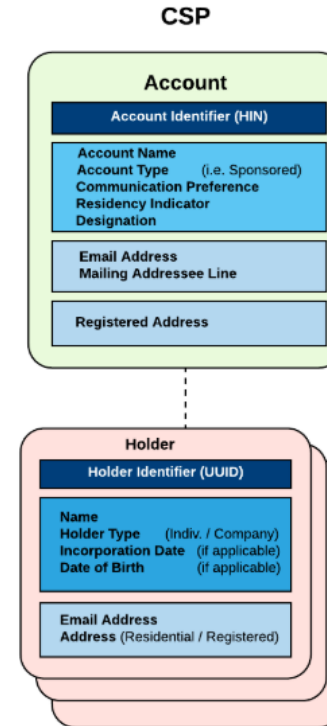 CSP
Account
Account Identifier (HIN)
Account Name
Account Type (i.e. Sponsored)
Communication Preference
Residency Indicator
Designation
Email Address
Mailing Addressee Line
Registered Address
Holder
Holder Identifier (UUID)
Name
Holder Type (Indiv. / Company)
Incorporation Date (if applicable)
Date of Birth (if applicable)
Email Address
Address (Residential / Registered)